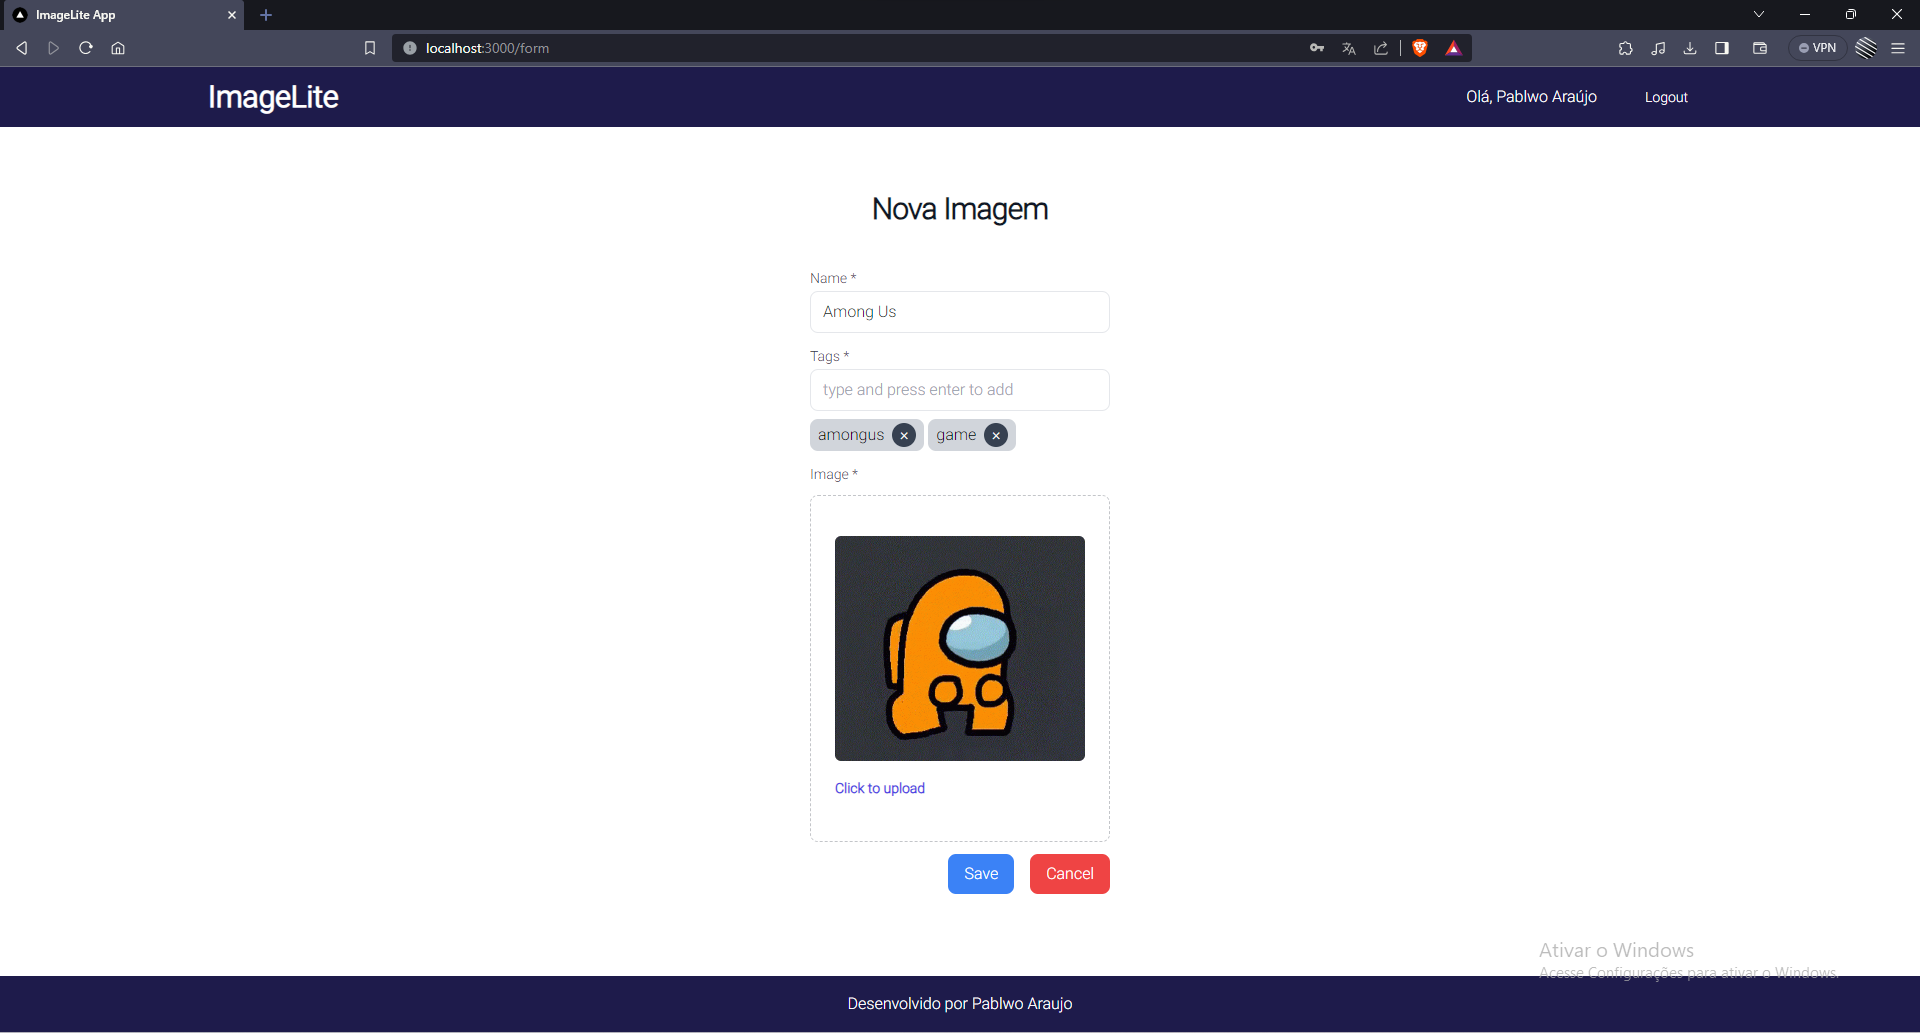 ImageLite App
localhost:3000/form
VPN
ImageLite
Olá, Pablwo Araújo
Logout
Nova Imagem
Name *
Among Us
Tags *
type and press enter to add
amongus ×
game ×
Image *
Click to upload
Save
Cancel
Ativar o Windows
Acesse Configurações para ativar o Windows.
Desenvolvido por Pablwo Araujo